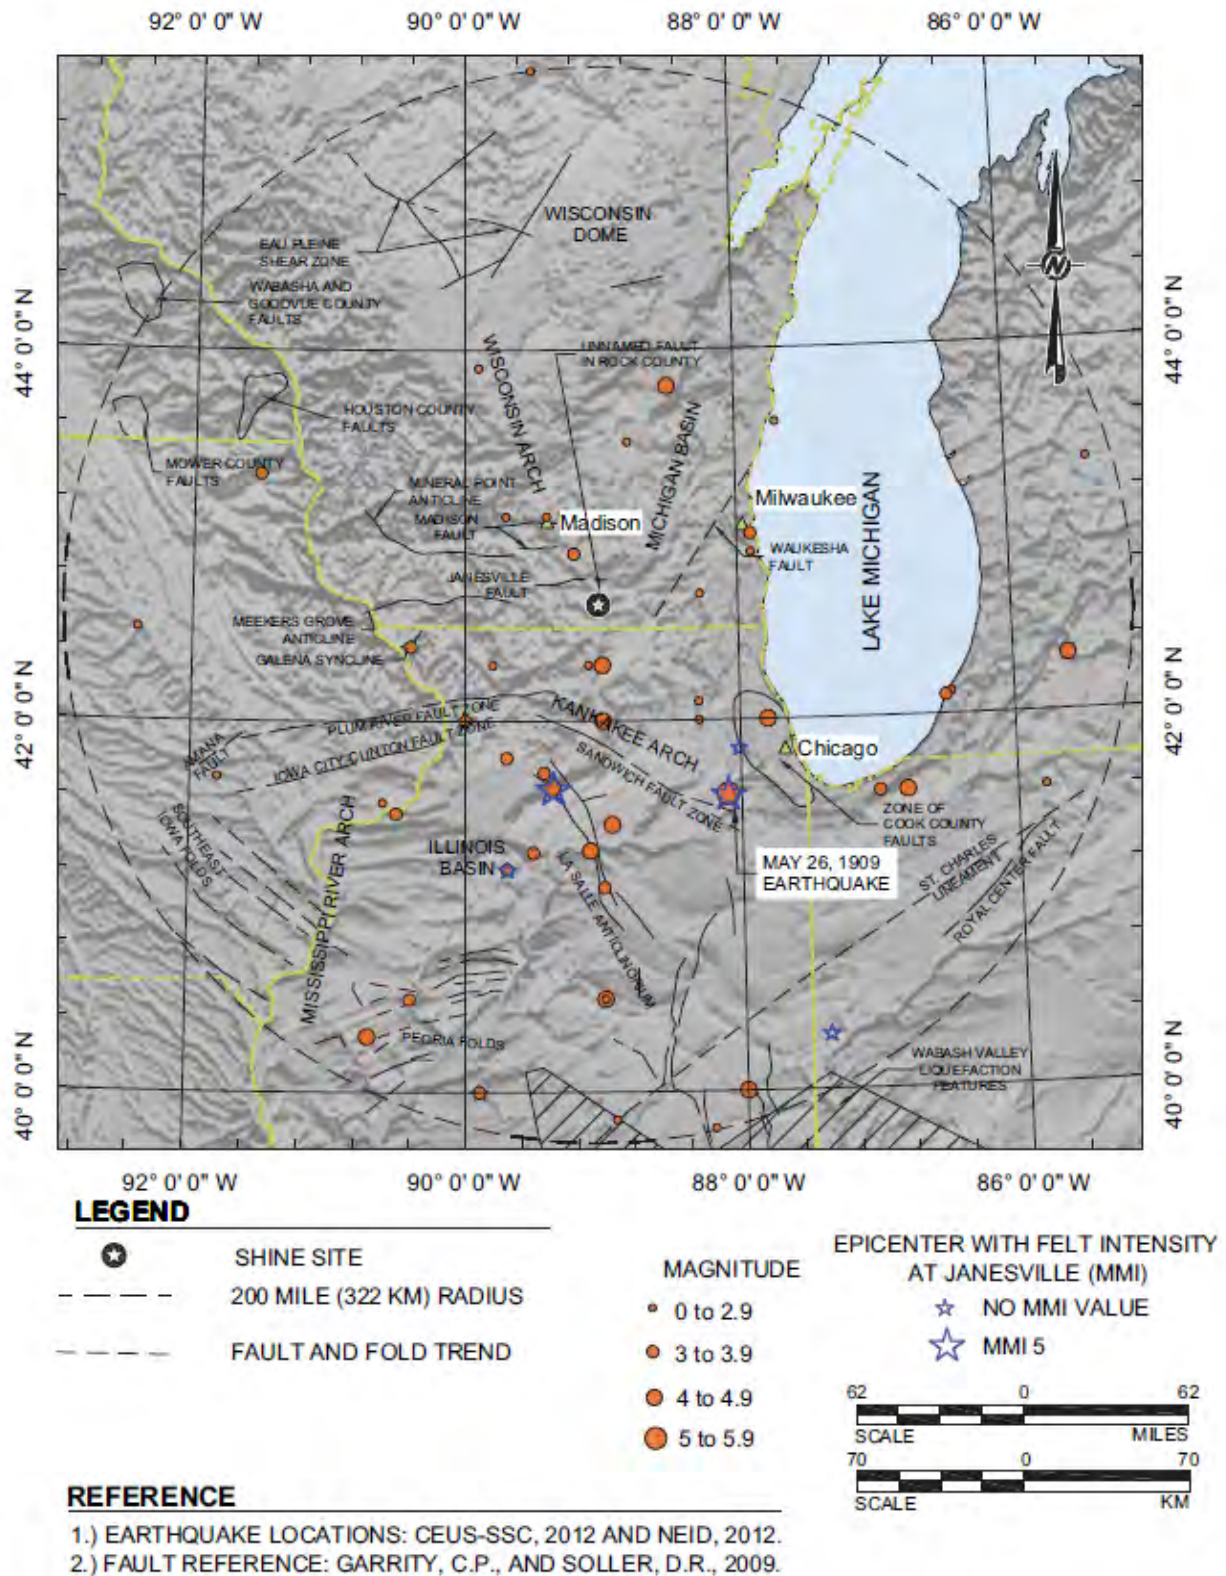 92° 0' 0"W
90° 0' 0"W
88° 0' 0"W
86° 0' 0"W
WISCONSIN
DOME
EAU PLEINE
SHEAR ZONE
WABASHA AND
GOODVUE COUNTY
FAULTS
44° 0' 0" N
44° 0' 0" N
UNNAMED FAULT
IN ROCK COUNTY
WISCONSIN ARCH
HOUSTON COUNTY
FAULTS
MICHIGAN BASIN
MOWER COUNTY
FAULTS
MINERAL POINT
ANTICLINE
MADISON
FAULT
Madison
Milwaukee
WAUKESHA
FAULT
LAKE MICHIGAN
JANESVILLE
FAULT
MEEKERS GROVE
ANTICLINE
GALENA SYNCLINE
42° 0' 0" N
42° 0' 0" N
PLUM RIVER FAULT ZONE
KANKAKEE ARCH
AMANA
FAULT
IOWA CITY-CLINTON FAULT ZONE
SANDWICH FAULT ZONE
Chicago
ZONE OF
COOK COUNTY
FAULTS
SOUTHEAST
IOWA FOLDS
MISSISSIPPI RIVER ARCH
ILLINOIS
BASIN
MAY 26, 1909
EARTHQUAKE
LA SALLE ANTICLINORIUM
ST. CHARLES
LINEAMENT
ROYAL CENTER FAULT
PEORIA FOLDS
WABASH VALLEY
LIQUEFACTION
FEATURES
40° 0' 0" N
40° 0' 0" N
92° 0' 0"W
90° 0' 0"W
88° 0' 0"W
86° 0' 0"W
N
LEGEND
SHINE SITE
200 MILE (322 KM) RADIUS
FAULT AND FOLD TREND
MAGNITUDE
0 to 2.9
3 to 3.9
4 to 4.9
5 to 5.9
EPICENTER WITH FELT INTENSITY
AT JANESVILLE (MMI)
NO MMI VALUE
MMI 5
62 0 62
SCALE MILES
70 0 70
SCALE KM
REFERENCE
1.) EARTHQUAKE LOCATIONS: CEUS-SSC, 2012 AND NEID, 2012.
2.) FAULT REFERENCE: GARRITY, C.P., AND SOLLER, D.R., 2009.